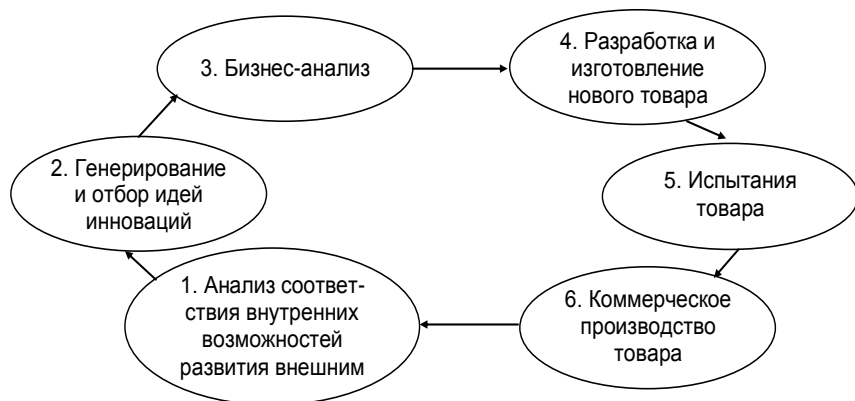 4. Разработка и
изготовление
нового товара
3. Бизнес-анализ
2. Генерирование
и отбор идей
инноваций
5. Испытания
товара
1. Анализ соответ-
ствия внутренних
возможностей
развития внешним
6. Коммерческое
производство
товара